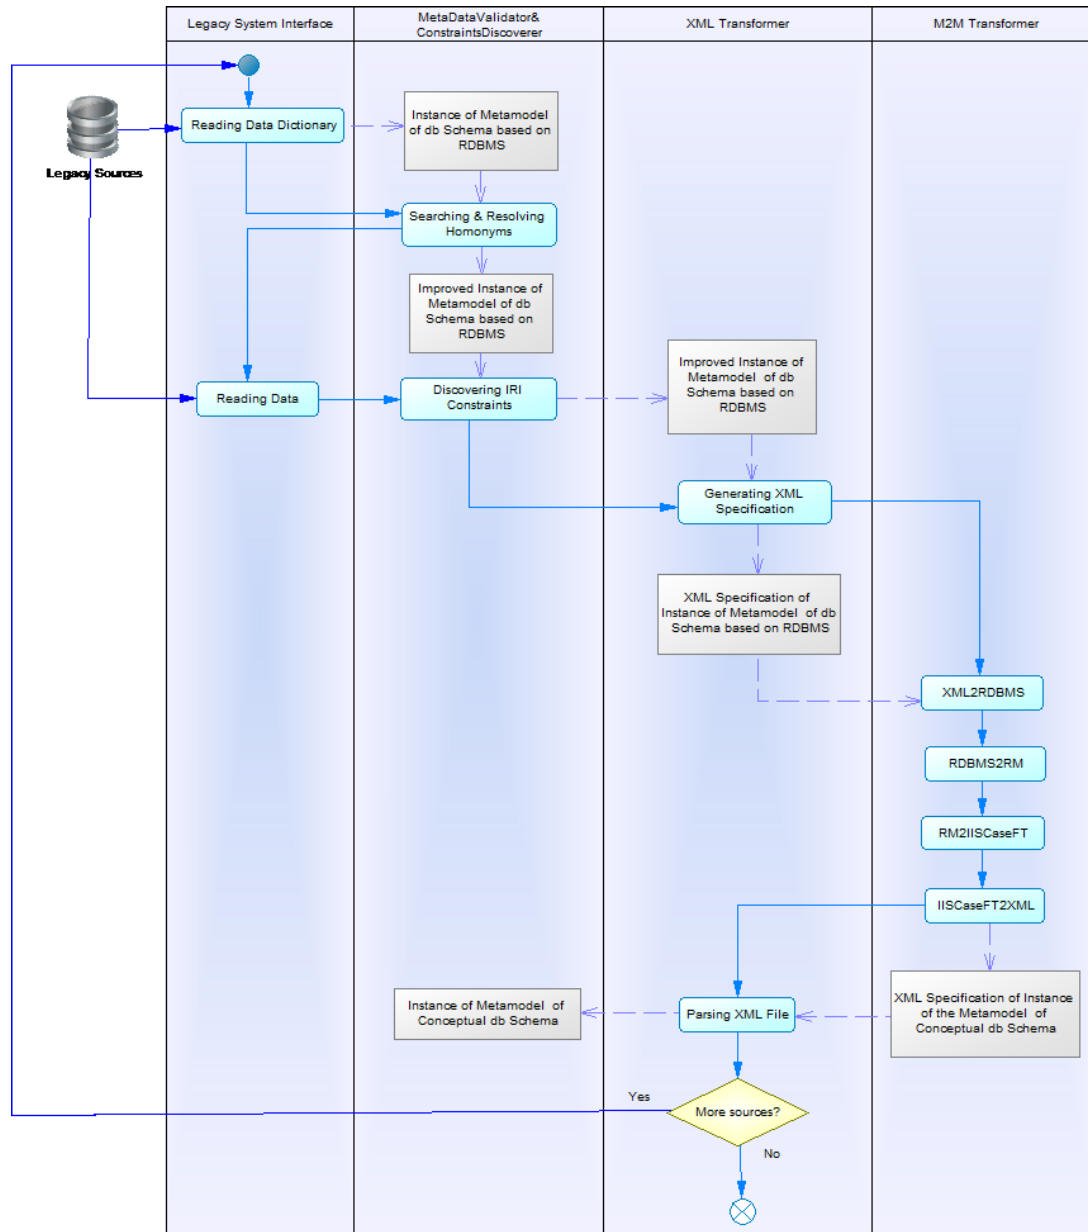 Legacy System Interface
MetaDataValidator&
ConstraintsDiscoverer
XML Transformer
M2M Transformer
Legacy Sources
Reading Data Dictionary
Instance of Metamodel
of db Schema based on
RDBMS
Searching & Resolving
Homonyms
Improved Instance of
Metamodel of db
Schema based on
RDBMS
Reading Data
Discovering IRI
Constraints
Improved Instance of
Metamodel of db
Schema based on
RDBMS
Generating XML
Specification
XML Specification of
Instance of Metamodel of db
Schema based on RDBMS
XML2RDBMS
RDBMS2RM
RM2IISCaseFT
IISCaseFT2XML
Instance of Metamodel of
Conceptual db Schema
Parsing XML File
XML Specification of Instance
of the Metamodel of
Conceptual db Schema
Yes
More sources?
No